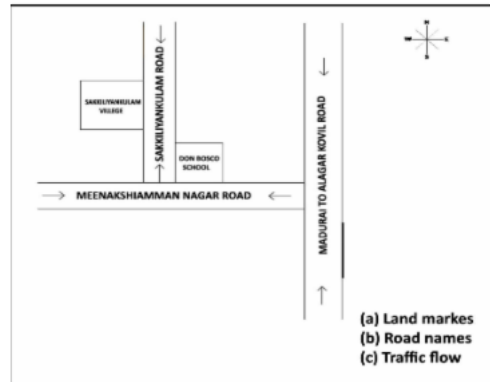 N
W E
S
SAKKILIYANKULAM
VILLEGE
SAKKILIYANKULAM ROAD
DON BOSCO
SCHOOL
MEENAKSHIAMMAN NAGAR ROAD
MADURAI TO ALAGAR KOVIL ROAD
(a) Land markes
(b) Road names
(c) Traffic flow